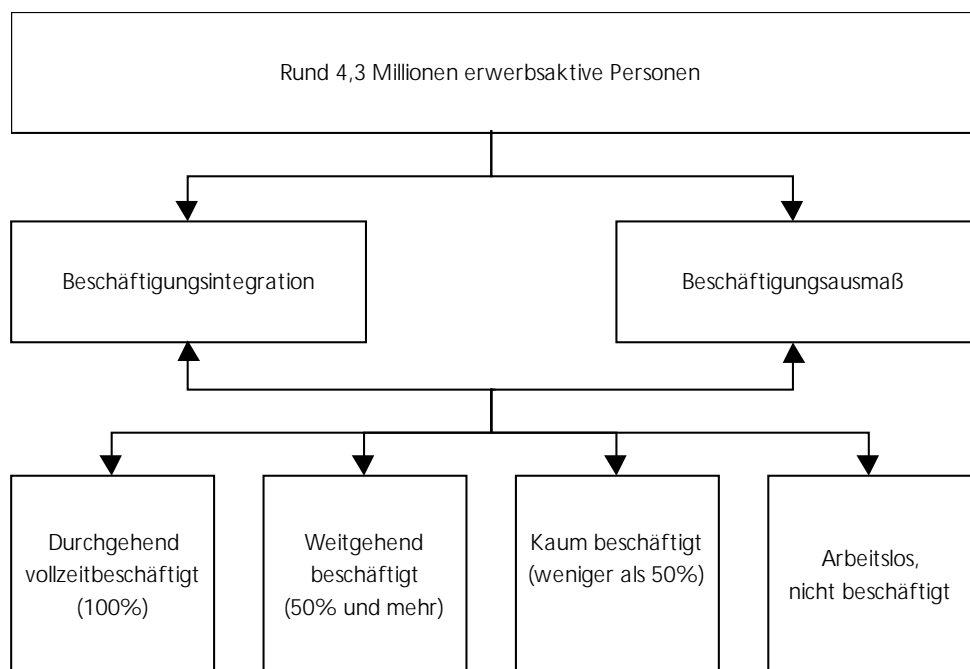 Rund 4,3 Millionen erwerbsaktive Personen
Beschäftigungsintegration
Beschäftigungsausmaß
Durchgehend
vollzeitbeschäftigt
(100%)
Weitgehend
beschäftigt
(50% und mehr)
Kaum beschäftigt
(weniger als 50%)
Arbeitslos,
nicht beschäftigt